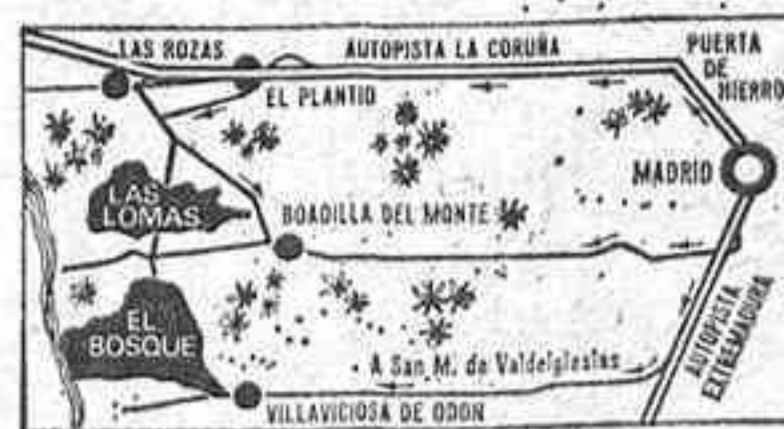 LAS ROZAS
AUTOPISTA LA CORUÑA
PUERTA
DE
HIERRO
EL PLANTIO
MADRID
LAS
LOMAS
BOADILLA DEL MONTE
EL
BOSQUE
A San M. de Valdeiglesias
AUTOPISTA
EXTREMADURA
VILLAVICIOSA DE ODON